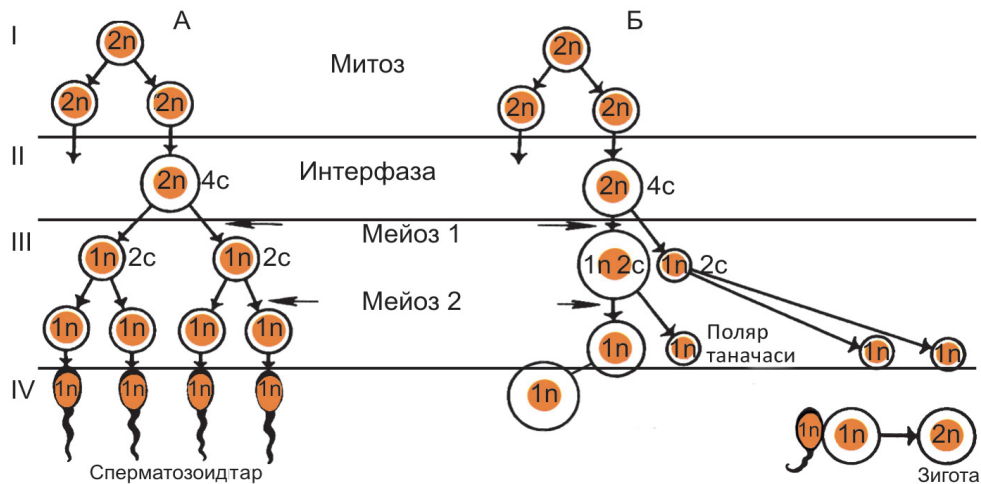 А Б
I 2n 2n
Митоз
2n 2n 2n 2n
II
Интерфаза
2n 4c 2n 4c
Мейоз 1
III
1n 2c 1n 2c 1n 2c 1n 2c
Мейоз 2
1n 1n 1n 1n 1n 1n 1n 1n
Поляр
таначаси
IV
1n 1n 1n 1n 1n
1n 1n 2n
Сперматозоидтар
Зигота